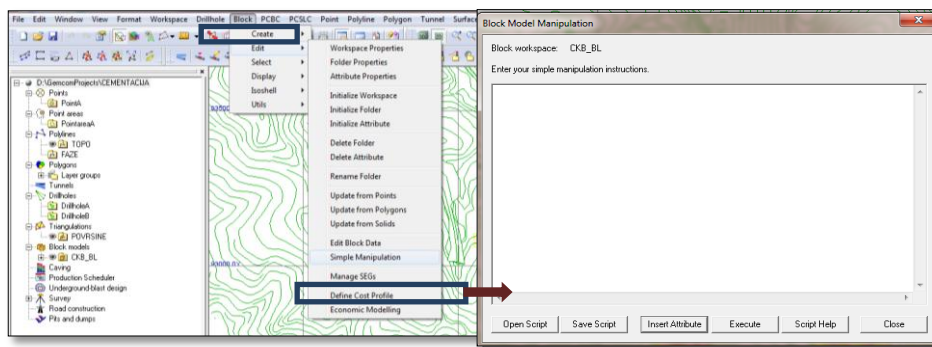 File Edit Window View Format Workspace Drillhole Block PCBC PCSLC Point Polyline Polygon Tunnel Surface
Create
Edit
Select
Display
Isoshell
Utils
Workspace Properties
Folder Properties
Attribute Properties
Initialize Workspace
Initialize Folder
Initialize Attribute
Delete Folder
Delete Attribute
Rename Folder
Update from Points
Update from Polygons
Update from Solids
Edit Block Data
Simple Manipulation
Manage SEGs
Define Cost Profile
Economic Modelling
D:\GemcomProjects\CEMENTACIJA
Points
PointA
Point areas
PointareaA
Polylines
TOPO
FAZE
Polygons
Layer groups
Tunnels
Drillholes
DrillholeA
DrillholeB
Triangulations
POVRSINE
Block models
CKB_BL
Caving
Production Scheduler
Underground blast design
Survey
Road construction
Pits and dumps
Block Model Manipulation
Block workspace: CKB_BL
Enter your simple manipulation instructions.
Open Script Save Script Insert Attribute Execute Script Help Close